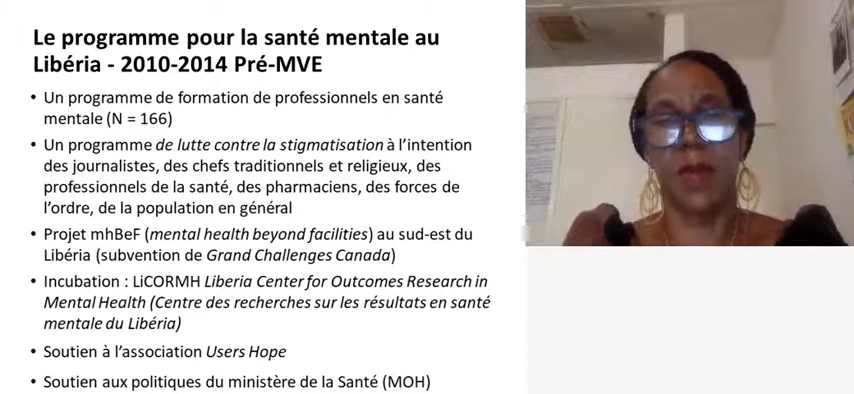 Le programme pour la santé mentale au
Libéria - 2010-2014 Pré-MVE
• Un programme de formation de professionnels en santé
mentale (N = 166)
• Un programme de lutte contre la stigmatisation à l’intention
des journalistes, des chefs traditionnels et religieux, des
professionnels de la santé, des pharmaciens, des forces de
l’ordre, de la population en général
• Projet mhBeF (mental health beyond facilities) au sud-est du
Libéria (subvention de Grand Challenges Canada)
• Incubation : LiCORMH Liberia Center for Outcomes Research in
Mental Health (Centre des recherches sur les résultats en santé
mentale du Libéria)
• Soutien à l’association Users Hope
• Soutien aux politiques du ministère de la Santé (MOH)